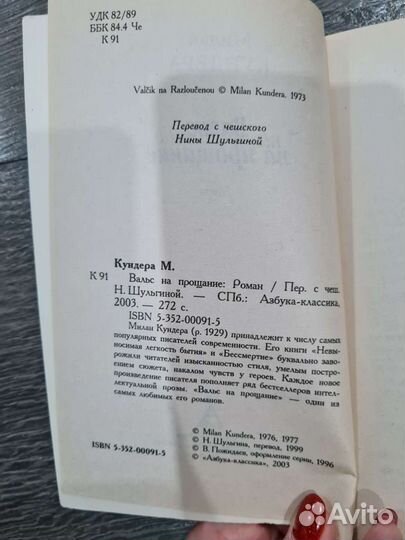 УДК 82/89
ББК 84.4 Че
К 91
Valčik na Razloučenou © Milan Kundera. 1973
Перевод с чешского
Нины Шульгиной
Кундера М.
К 91 Вальс на прощание: Роман / Пер. с чеш.
Н. Шульгиной. — СПб.: Азбука-классика,
2003. — 272 с.
ISBN 5-352-00091-5
Милан Кундера (р. 1929) принадлежит к числу самых
популярных писателей современности. Его книги «Невы-
носимая легкость бытия» и «Бессмертие» буквально заво-
рожили читателей изысканностью стиля, умелым постро-
ением сюжета, накалом чувств у героев. Каждое новое
произведение писателя пополняет ряд бестселлеров интел-
лектуальной прозы. «Вальс на прощание» — один из
самых любимых его романов.
© Milan Kundera, 1976, 1977
© Н. Шульгина, перевод, 1999
© В. Пожидаев, оформление серии, 1996
ISBN 5-352-00091-5
© «Азбука-классика», 2003
Avito